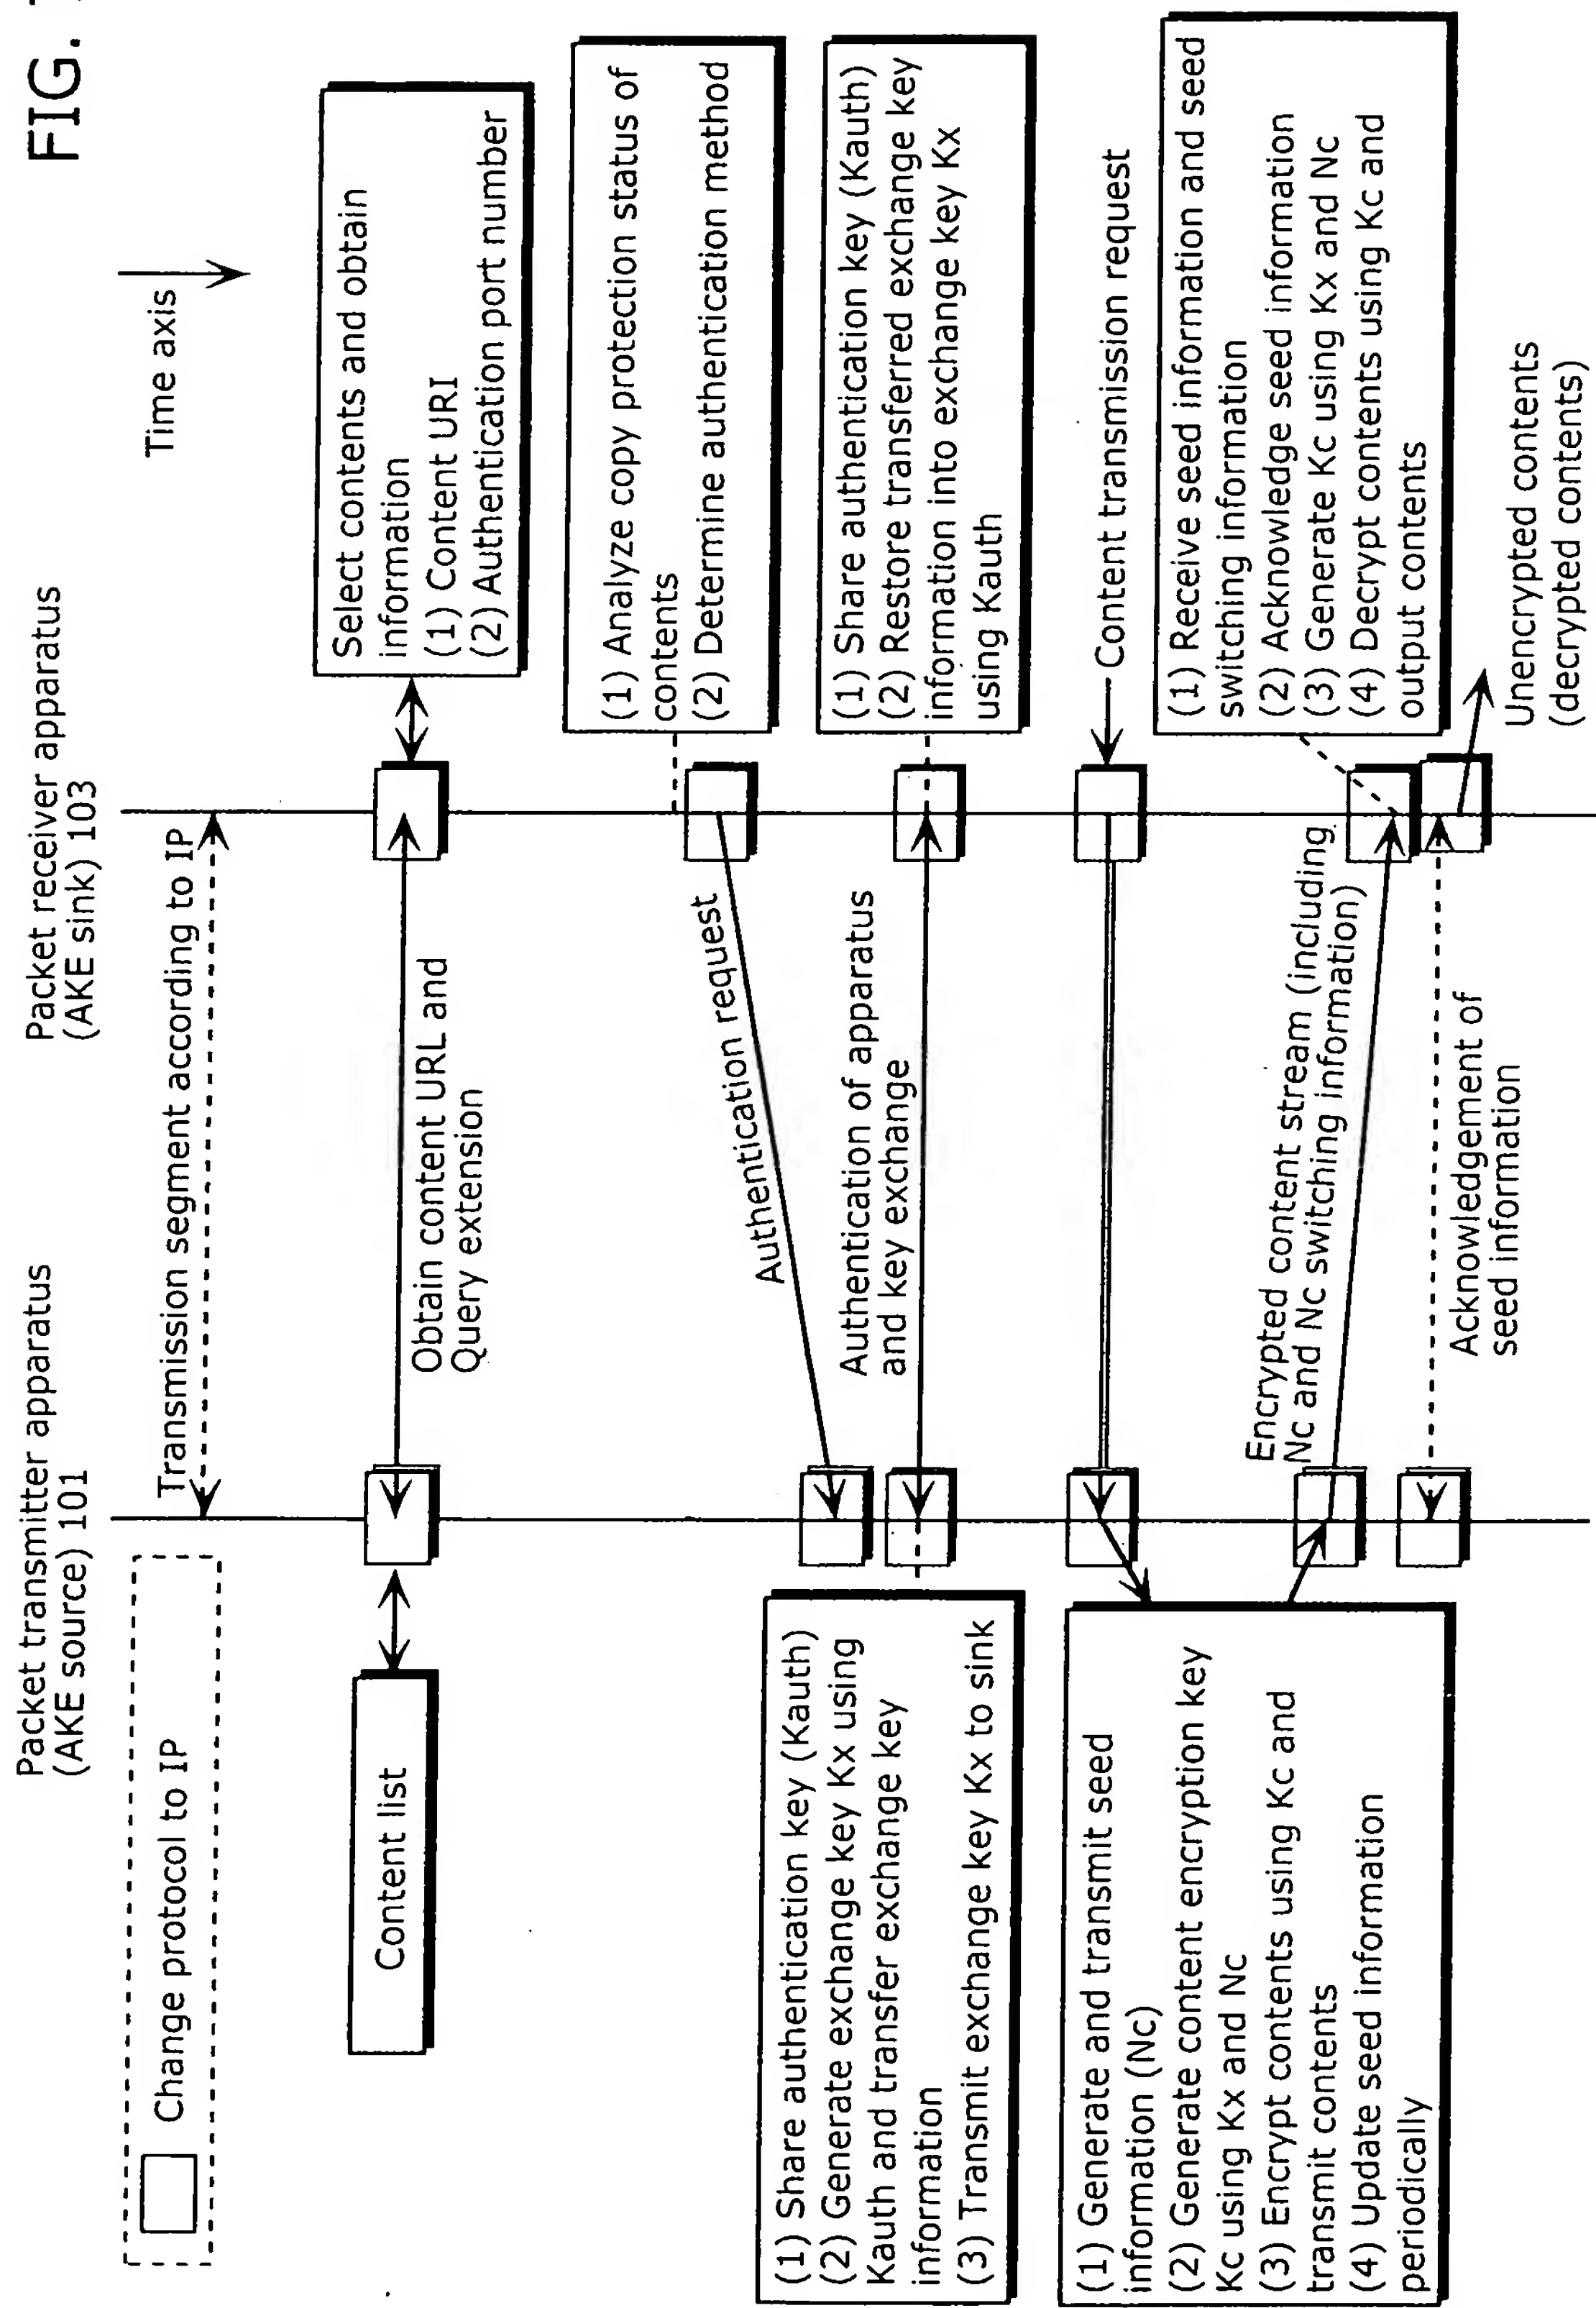 FIG.
Packet transmitter apparatus
(AKE source) 101
Packet receiver apparatus
(AKE sink) 103
Time axis
Change protocol to IP
Transmission segment according to IP
Content list
Obtain content URL and
Query extension
Select contents and obtain
information
(1) Content URI
(2) Authentication port number
(1) Analyze copy protection status of
contents
(2) Determine authentication method
Authentication request
(1) Share authentication key (Kauth)
(2) Generate exchange key Kx using
Kauth and transfer exchange key
information
(3) Transmit exchange key Kx to sink
Authentication of apparatus
and key exchange
(1) Share authentication key (Kauth)
(2) Restore transferred exchange key
information into exchange key Kx
using Kauth
Content transmission request
(1) Generate and transmit seed
information (Nc)
(2) Generate content encryption key
Kc using Kx and Nc
(3) Encrypt contents using Kc and
transmit contents
(4) Update seed information
periodically
Encrypted content stream (including
Nc and Nc switching information)
(1) Receive seed information and seed
switching information
(2) Acknowledge seed information
(3) Generate Kc using Kx and Nc
(4) Decrypt contents using Kc and
output contents
Acknowledgement of
seed information
Unencrypted contents
(decrypted contents)